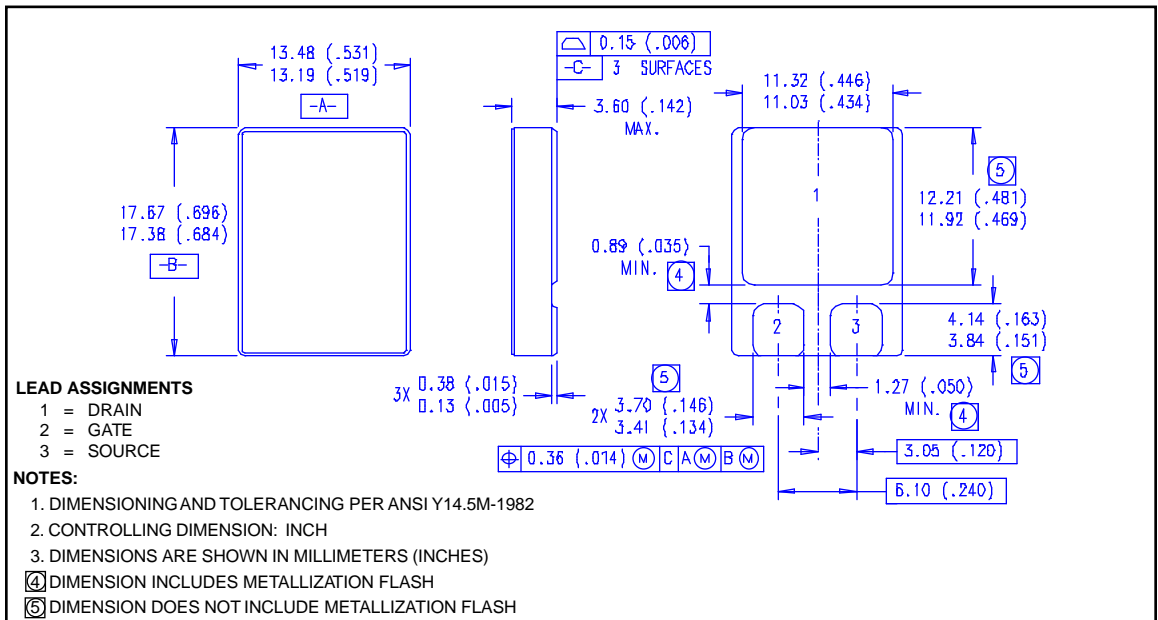 13.48 (.531)
13.19 (.519)
-A-
0.15 (.006)
-C- 3 SURFACES
3.60 (.142)
MAX.
11.32 (.446)
11.03 (.434)
17.67 (.696)
17.38 (.684)
-B-
1
5
12.21 (.481)
11.92 (.469)
0.89 (.035)
MIN. 4
2
3
4.14 (.163)
3.84 (.151)
5
3X 0.38 (.015)
0.13 (.005)
5
2X 3.70 (.146)
3.41 (.134)
1.27 (.050)
MIN. 4
0.36 (.014) M C A M B M
3.05 (.120)
6.10 (.240)
LEAD ASSIGNMENTS
1 = DRAIN
2 = GATE
3 = SOURCE
NOTES:
1. DIMENSIONING AND TOLERANCING PER ANSI Y14.5M-1982
2. CONTROLLING DIMENSION: INCH
3. DIMENSIONS ARE SHOWN IN MILLIMETERS (INCHES)
4 DIMENSION INCLUDES METALLIZATION FLASH
5 DIMENSION DOES NOT INCLUDE METALLIZATION FLASH